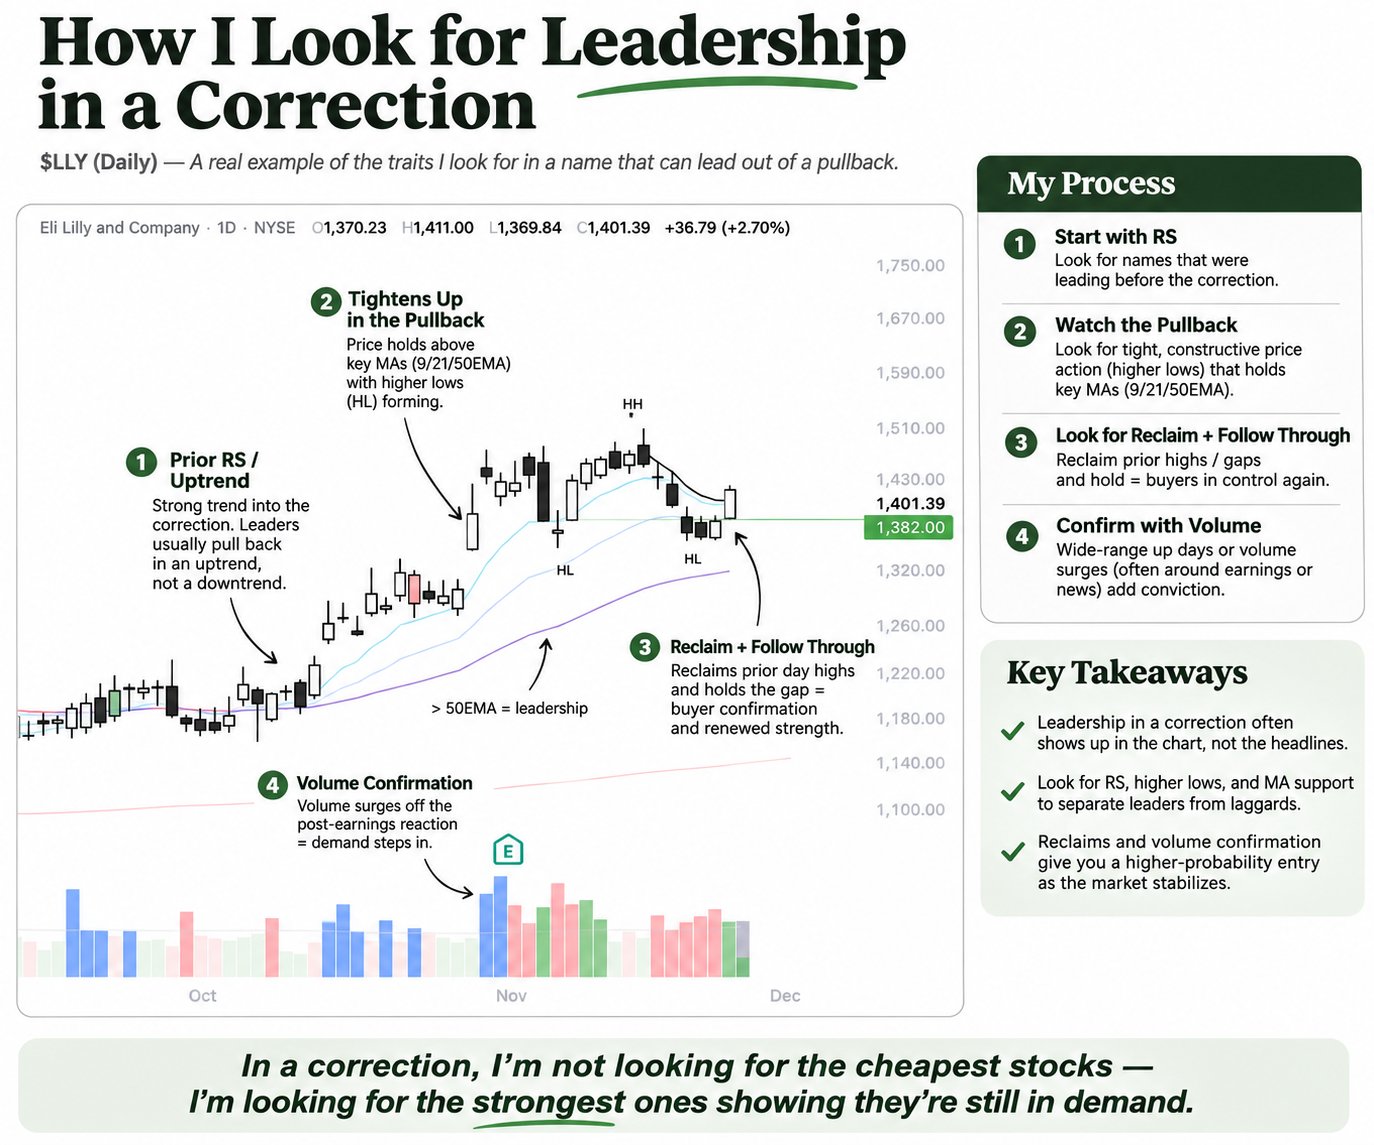 How I Look for Leadership
in a Correction
$LLY (Daily) — A real example of the traits I look for in a name that can lead out of a pullback.
Eli Lilly and Company · 1D · NYSE O1,370.23 H1,411.00 L1,369.84 C1,401.39 +36.79 (+2.70%)
1,750.00
1,670.00
1,590.00
1,510.00
1,430.00
1,401.39
1,382.00
1,320.00
1,260.00
1,220.00
1,180.00
1,140.00
1,100.00
1 Prior RS /
Uptrend
Strong trend into the
correction. Leaders
usually pull back
in an uptrend,
not a downtrend.
2 Tightens Up
in the Pullback
Price holds above
key MAs (9/21/50EMA)
with higher lows
(HL) forming.
HH
HL
HL
3 Reclaim + Follow Through
Reclaims prior day highs
and holds the gap =
buyer confirmation
and renewed strength.
> 50EMA = leadership
4 Volume Confirmation
Volume surges off the
post-earnings reaction
= demand steps in.
E
Oct
Nov
Dec
My Process
1 Start with RS
Look for names that were
leading before the correction.
2 Watch the Pullback
Look for tight, constructive price
action (higher lows) that holds
key MAs (9/21/50EMA).
3 Look for Reclaim + Follow Through
Reclaim prior highs / gaps
and hold = buyers in control again.
4 Confirm with Volume
Wide-range up days or volume
surges (often around earnings or
news) add conviction.
Key Takeaways
Leadership in a correction often
shows up in the chart, not the headlines.
Look for RS, higher lows, and MA support
to separate leaders from laggards.
Reclaims and volume confirmation
give you a higher-probability entry
as the market stabilizes.
In a correction, I'm not looking for the cheapest stocks —
I'm looking for the strongest ones showing they're still in demand.